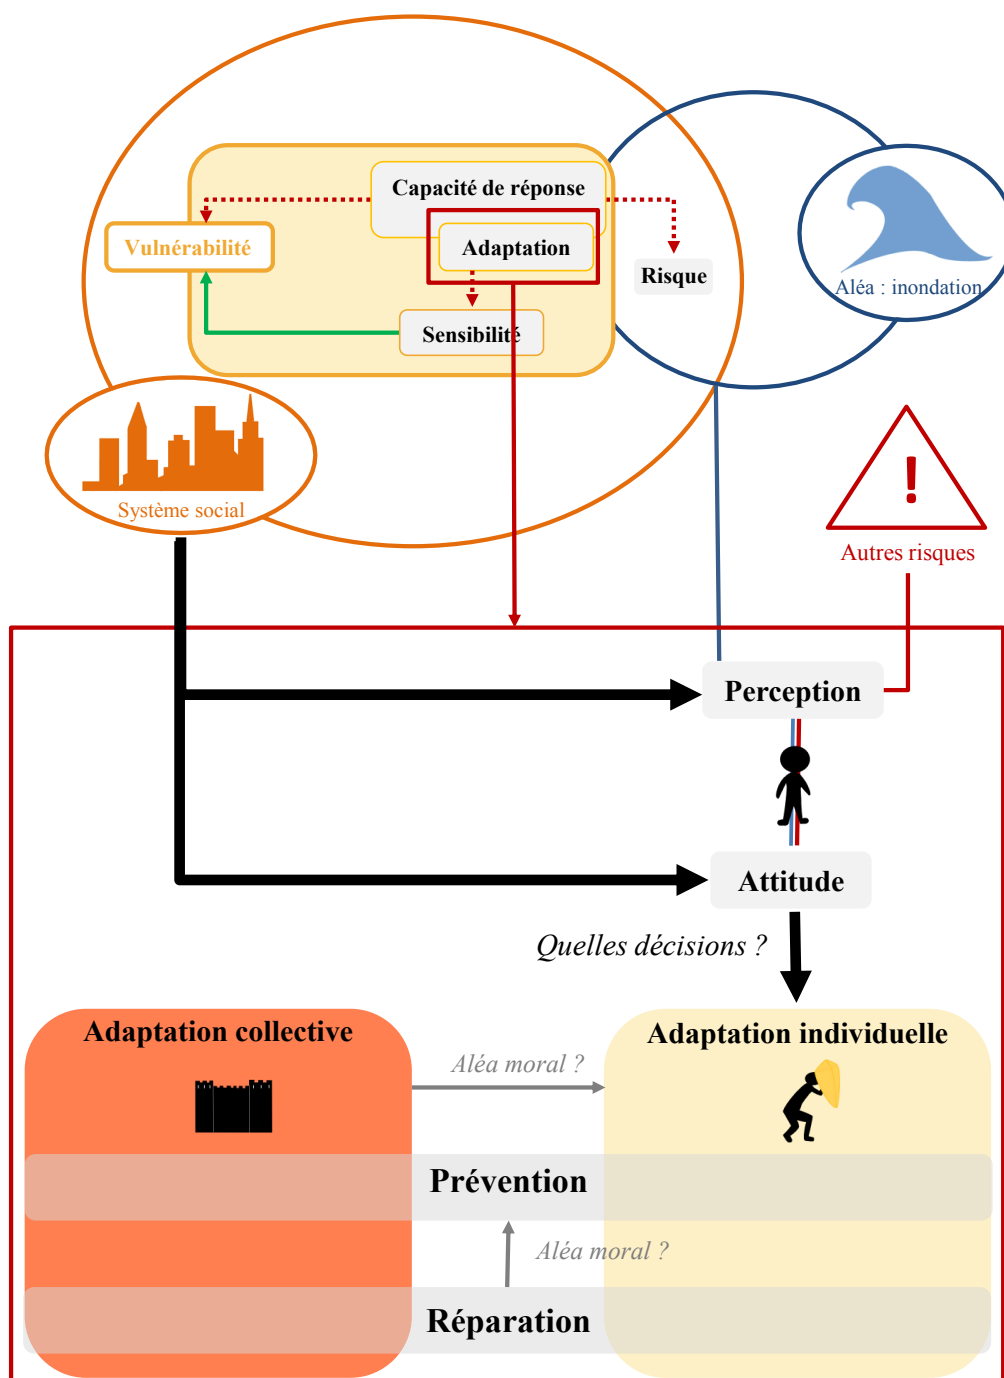 Capacité de réponse
Vulnérabilité
Adaptation
Risque
Aléa : inondation
Sensibilité
Système social
!
Autres risques
Perception
Attitude
Quelles décisions ?
Adaptation collective
Adaptation individuelle
Aléa moral ?
Prévention
Aléa moral ?
Réparation